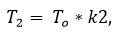 T₂ = Tₒ * k2,